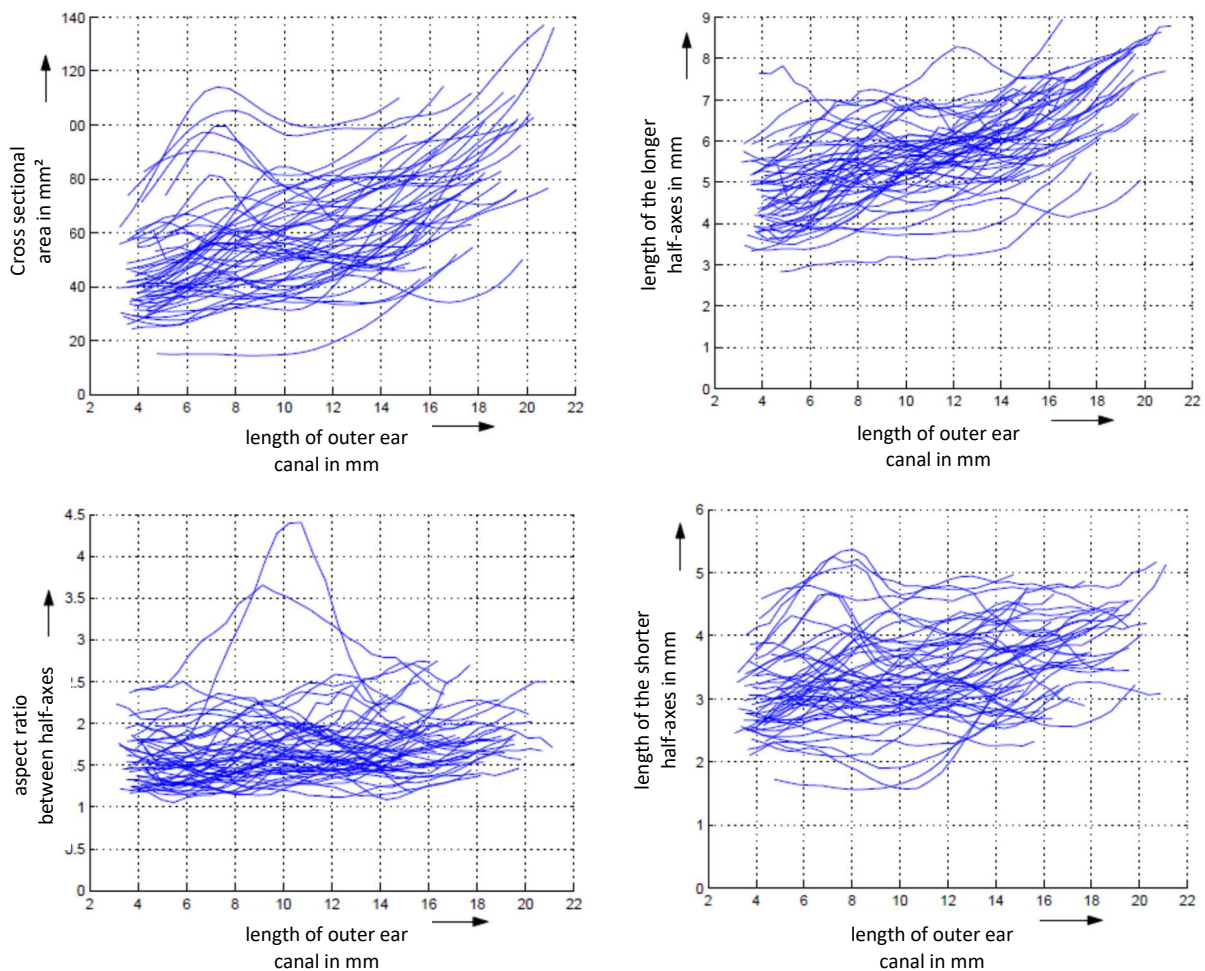 140
120
00
80
60
40
20
0
2 4 6 8 10 12 14 16 18 20 22
Cross sectional
area in mm²
length of outer ear
canal in mm
9
8
7
6
5
4
3
2
1
0
2 4 6 8 10 12 14 16 18 20 22
length of the longer
half-axes in mm
length of outer ear
canal in mm
4.5
4
3.5
3
.5
2
.5
1
0.5
0
2 4 6 8 10 12 14 16 18 20 22
aspect ratio
between half-axes
length of outer ear
canal in mm
6
5
4
3
2
1
0
2 4 6 8 10 12 14 16 18 20 22
length of the shorter
half-axes in mm
length of outer ear
canal in mm